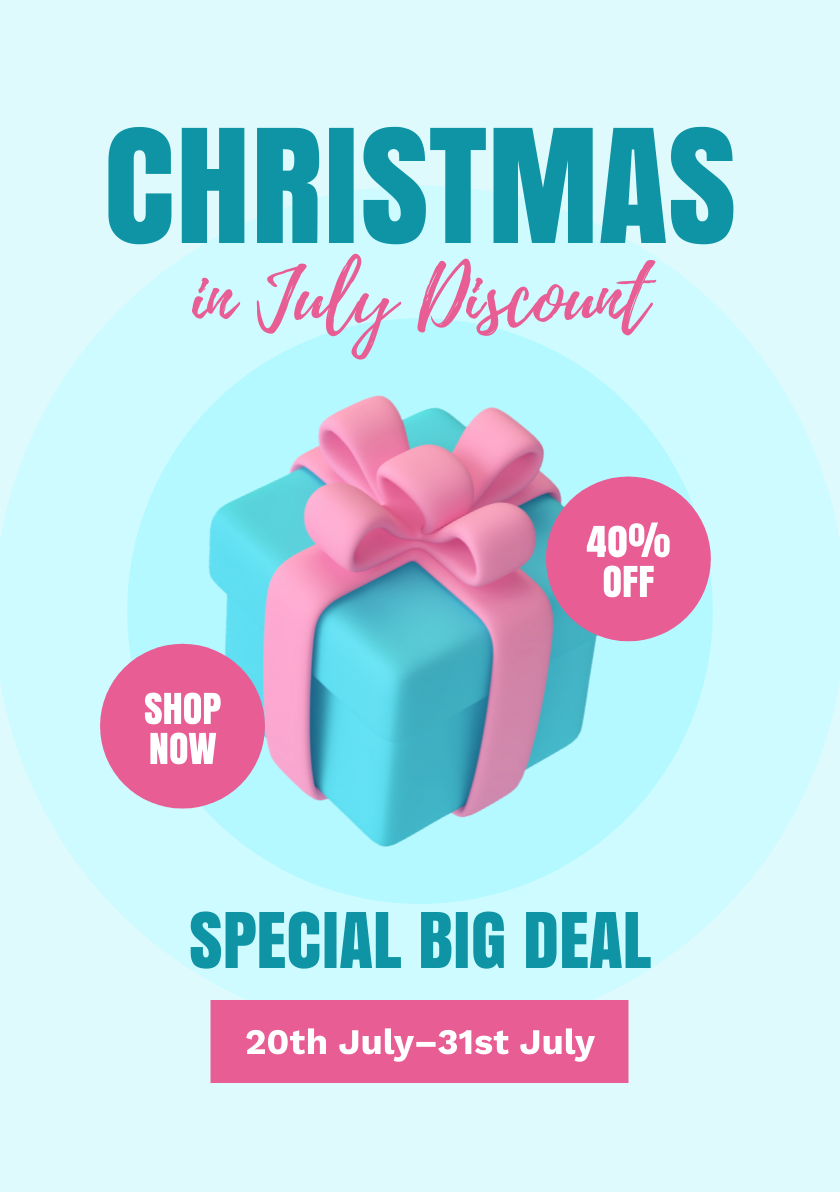 CHRISTMAS
in July Discount
40%
OFF
SHOP
NOW
SPECIAL BIG DEAL
20th July–31st July